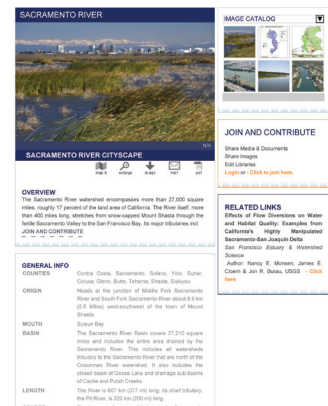 SACRAMENTO RIVER
N/A
SACRAMENTO RIVER CITYSCAPE
map it enlarge image mail pdf
OVERVIEW
The Sacramento River watershed encompasses more than 27,000 square
miles, roughly 17 percent of the land area of California. The River itself, more
than 400 miles long, stretches from snow-capped Mount Shasta through the
fertile Sacramento Valley to the San Francisco Bay. Its major tributaries incl
JOIN AND CONTRIBUTE
GENERAL INFO
COUNTIES Contra Costa, Sacramento, Solano, Yolo, Sutter,
Colusa, Glenn, Butte, Tehama, Shasta, Siskiyou
ORIGIN Heads at the junction of Middle Fork Sacramento
River and South Fork Sacramento River about 8.8 km
(5.5 Miles) west-southwest of the town of Mount
Shasta.
MOUTH Suisun Bay
BASIN The Sacramento River Basin covers 27,210 square
miles and includes the entire area drained by the
Sacramento River. This includes all watersheds
tributary to the Sacramento River that are north of the
Cosumnes River watershed. It also includes the
closed basin of Goose Lake and drainage sub-basins
of Cache and Putah Creeks.
LENGTH The River is 607 km (377 mi) long; its chief tributary,
the Pit River, is 320 km (200 mi) long.
IMAGE CATALOG
JOIN AND CONTRIBUTE
Share Media & Documents
Share Images
Edit Libraries
Login or - Click to join here.
RELATED LINKS
Effects of Flow Diversions on Water
and Habitat Quality: Examples from
California's Highly Manipulated
Sacramento-San Joaquin Delta
San Francisco Estuary & Watershed
Science
Author: Nancy E. Monsen, James E.
Cloern & Jon R. Burau, USGS - Click
here